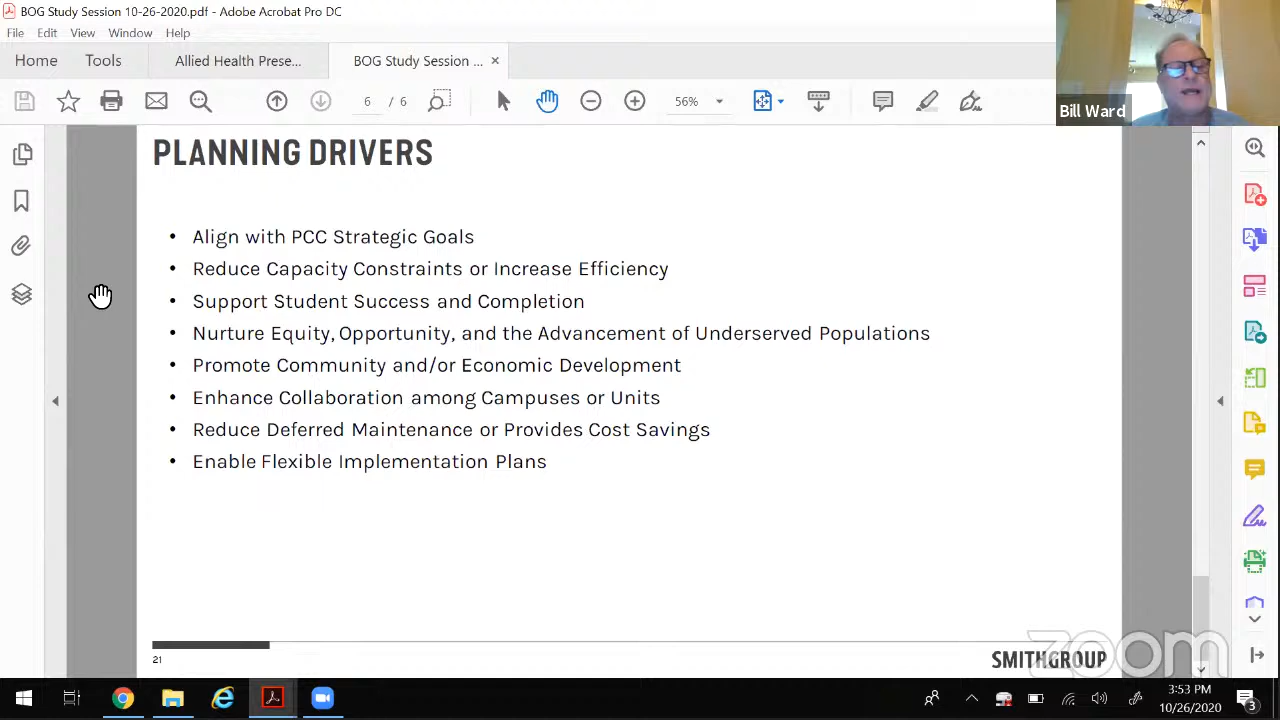 BOG Study Session 10-26-2020.pdf - Adobe Acrobat Pro DC
File Edit View Window Help
Home Tools Allied Health Prese... BOG Study Session ... ×
6 / 6 56%
Bill Ward
PLANNING DRIVERS
• Align with PCC Strategic Goals
• Reduce Capacity Constraints or Increase Efficiency
• Support Student Success and Completion
• Nurture Equity, Opportunity, and the Advancement of Underserved Populations
• Promote Community and/or Economic Development
• Enhance Collaboration among Campuses or Units
• Reduce Deferred Maintenance or Provides Cost Savings
• Enable Flexible Implementation Plans
21
SMITHGROUP
zoom
3:53 PM
10/26/2020
3